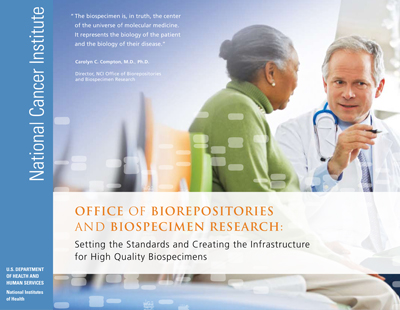 National Cancer Institute
“The biospecimen is, in truth, the center
of the universe of molecular medicine.
It represents the biology of the patient
and the biology of their disease.”
Carolyn C. Compton, M.D., Ph.D.
Director, NCI Office of Biorepositories
and Biospecimen Research
OFFICE OF BIOREPOSITORIES
AND BIOSPECIMEN RESEARCH:
Setting the Standards and Creating the Infrastructure
for High Quality Biospecimens
U.S. DEPARTMENT
OF HEALTH AND
HUMAN SERVICES
National Institutes
of Health